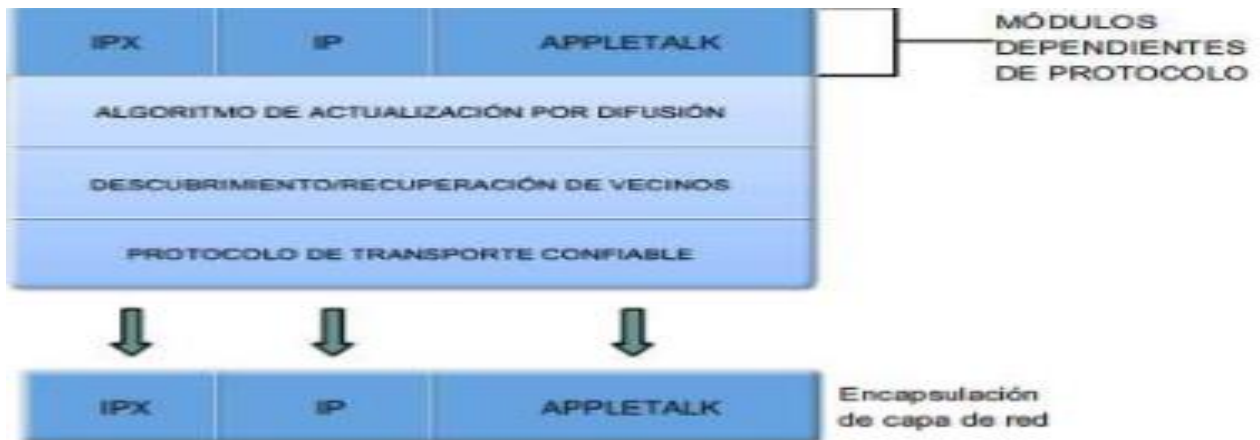 IPX IP APPLETALK
MÓDULOS
DEPENDIENTES
DE PROTOCOLO
ALGORITMO DE ACTUALIZACIÓN POR DIFUSIÓN
DESCUBRIMIENTO/RECUPERACIÓN DE VECINOS
PROTOCOLO DE TRANSPORTE CONFIABLE
IPX IP APPLETALK
Encapsulación
de capa de red